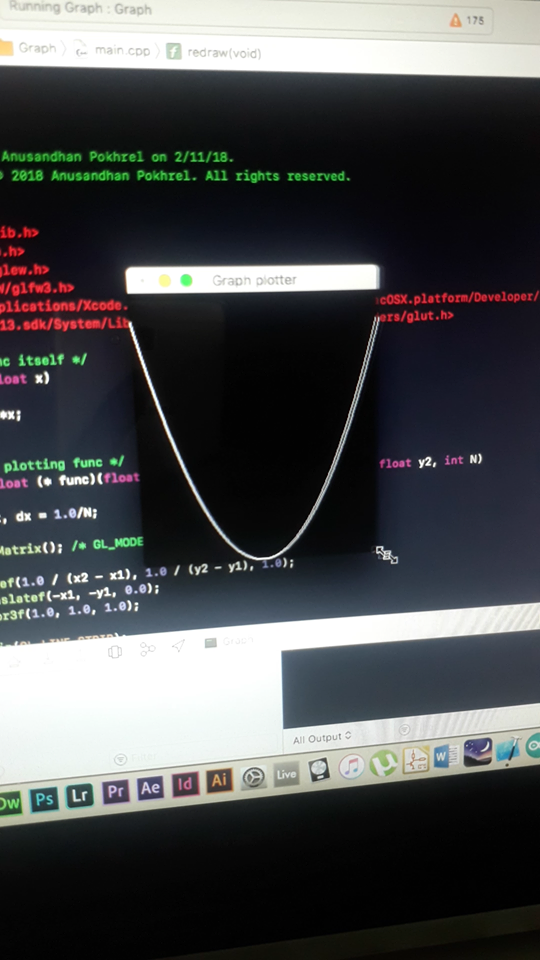 Running Graph : Graph
175
Graph
main.cpp
redraw(void)
Anusandhan Pokhrel on 2/11/18.
2018 Anusandhan Pokhrel. All rights reserved.
ib.h>
.h>
glew.h>
/glfw3.h>
plications/Xcode.
cOSX.platform/Developer/
13.sdk/System/Lib
ers/glut.h>
Graph plotter
nc itself */
loat x)
*x;
plotting func */
loat (* func)(float
float y2, int N)
, dx = 1.0/N;
Matrix(); /* GL_MODE
ef(1.0 / (x2 - x1), 1.0 / (y2 - y1), 1.0);
slatef(-x1, -y1, 0.0);
or3f(1.0, 1.0, 1.0);
Graph
All Output
Dw
Ps
Lr
Pr
Ae
Id
Ai
Live
W